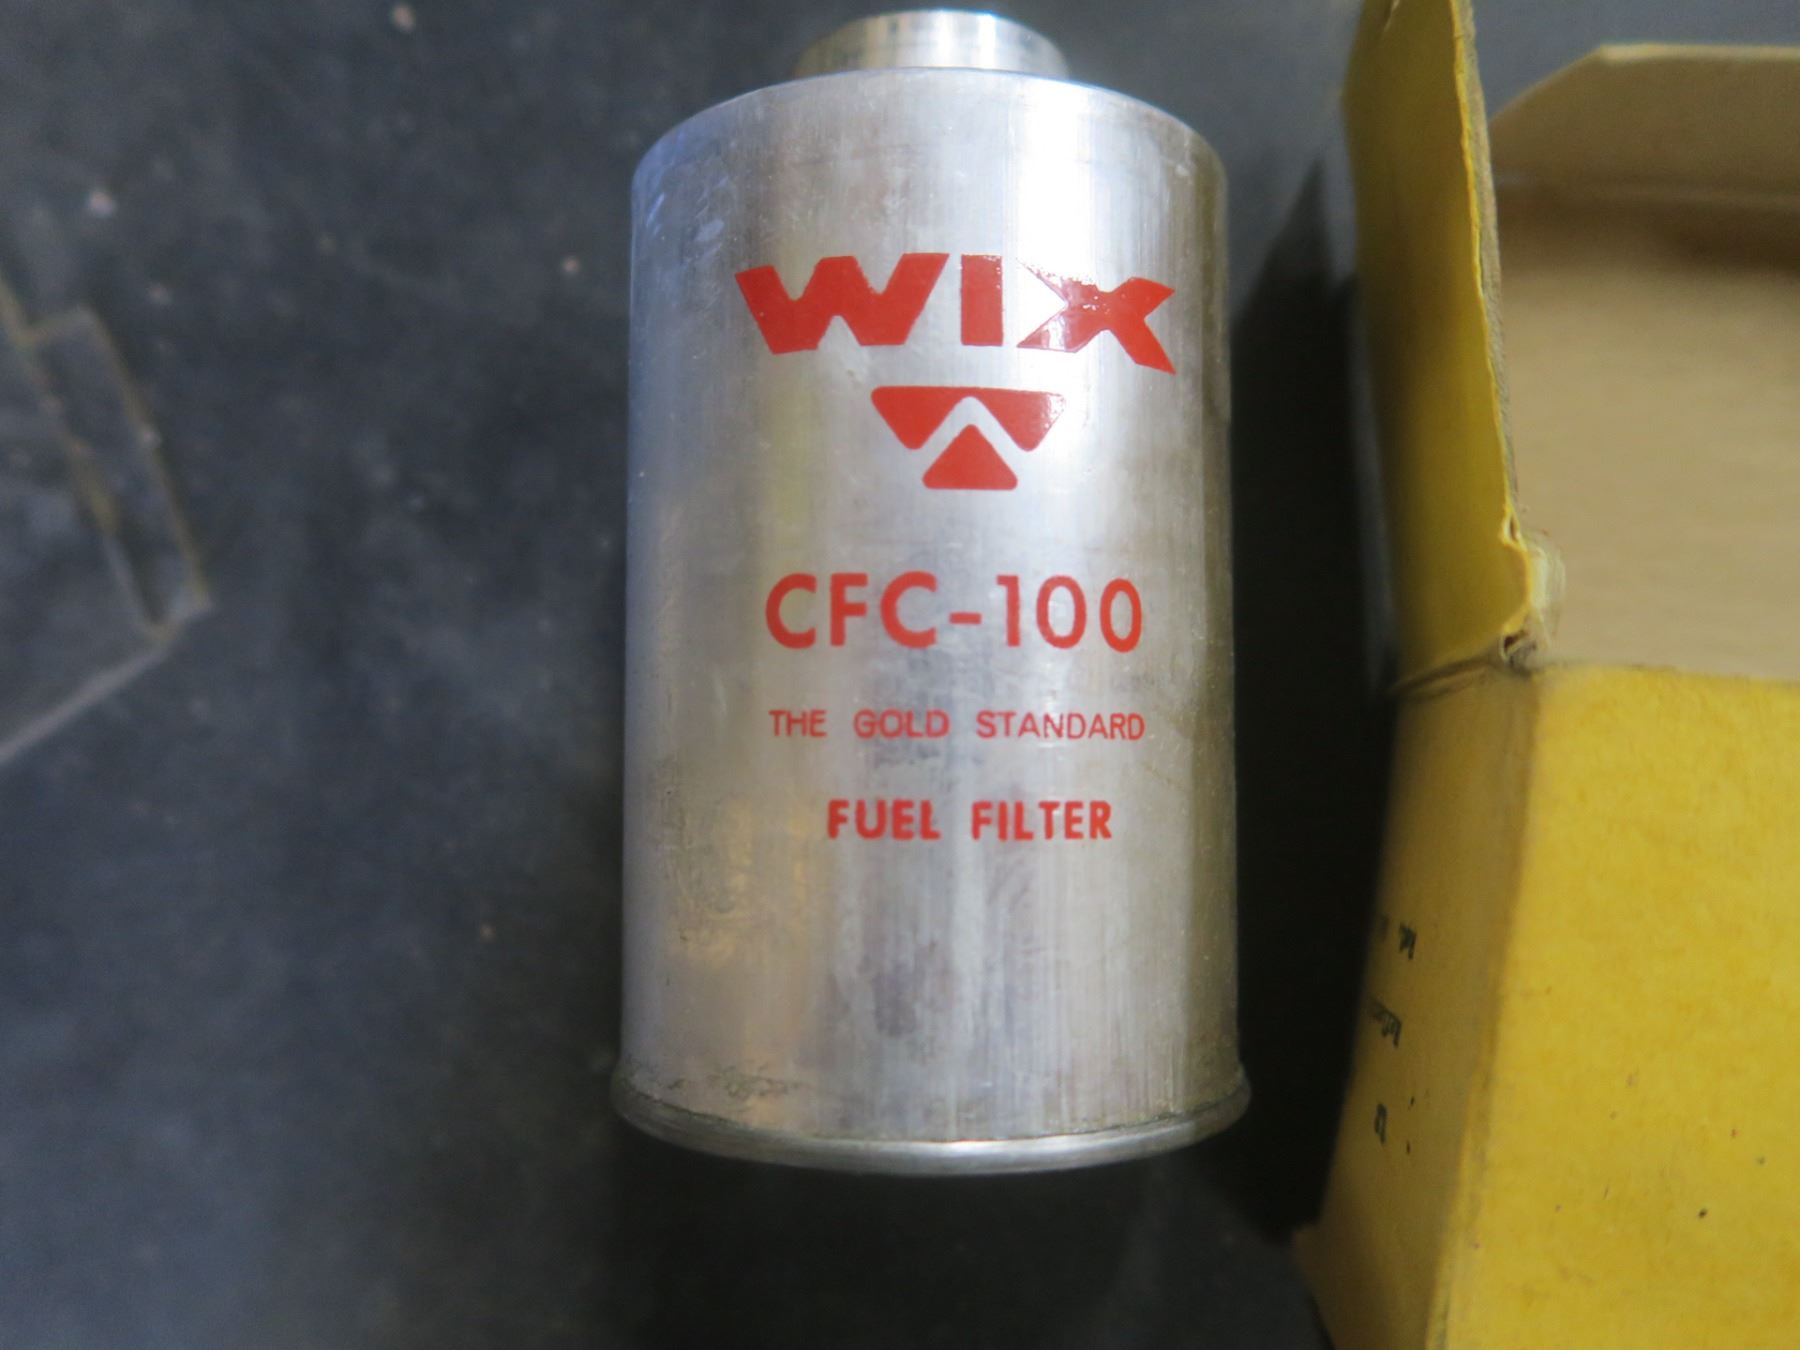 WIX
CFC-100
THE GOLD STANDARD
FUEL FILTER